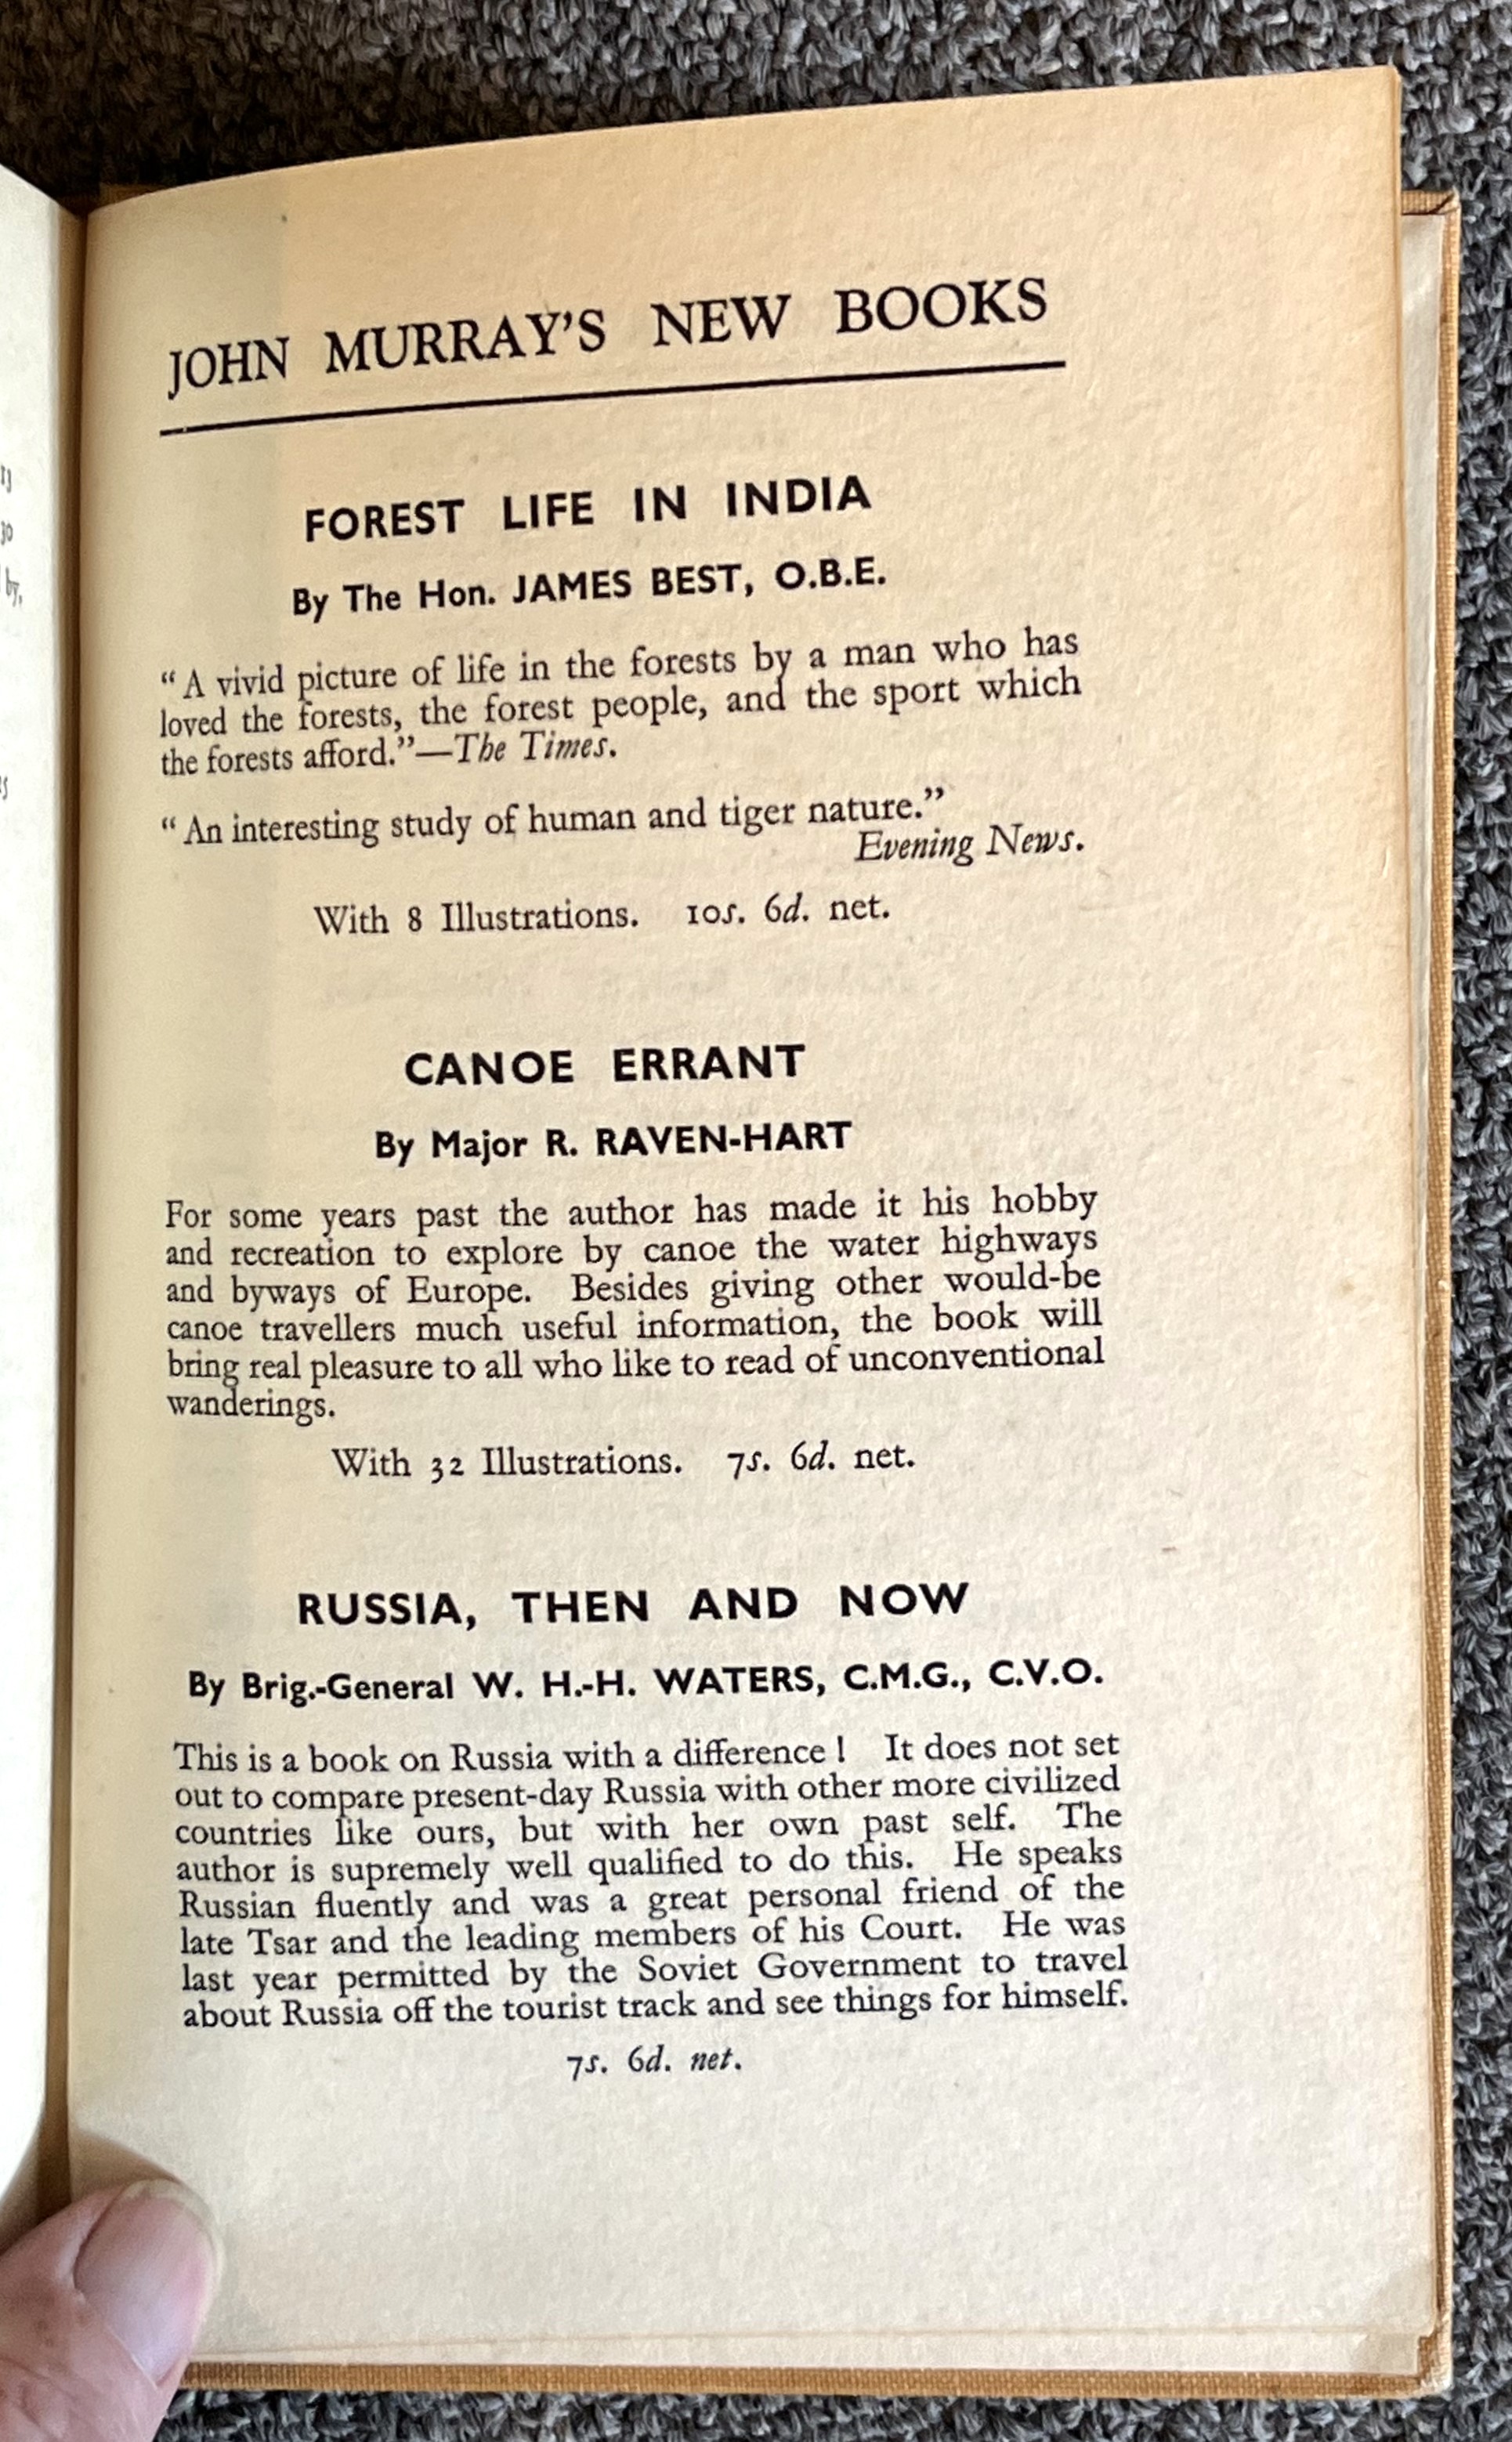 JOHN MURRAY'S NEW BOOKS
FOREST LIFE IN INDIA
By The Hon. JAMES BEST, O.B.E.
“A vivid picture of life in the forests by a man who has
loved the forests, the forest people, and the sport which
the forests afford.”—The Times.
“An interesting study of human and tiger nature.”
Evening News.
With 8 Illustrations. 10s. 6d. net.
CANOE ERRANT
By Major R. RAVEN-HART
For some years past the author has made it his hobby
and recreation to explore by canoe the water highways
and byways of Europe. Besides giving other would-be
canoe travellers much useful information, the book will
bring real pleasure to all who like to read of unconventional
wanderings.
With 32 Illustrations. 7s. 6d. net.
RUSSIA, THEN AND NOW
By Brig.-General W. H.-H. WATERS, C.M.G., C.V.O.
This is a book on Russia with a difference ! It does not set
out to compare present-day Russia with other more civilized
countries like ours, but with her own past self. The
author is supremely well qualified to do this. He speaks
Russian fluently and was a great personal friend of the
late Tsar and the leading members of his Court. He was
last year permitted by the Soviet Government to travel
about Russia off the tourist track and see things for himself.
7s. 6d. net.